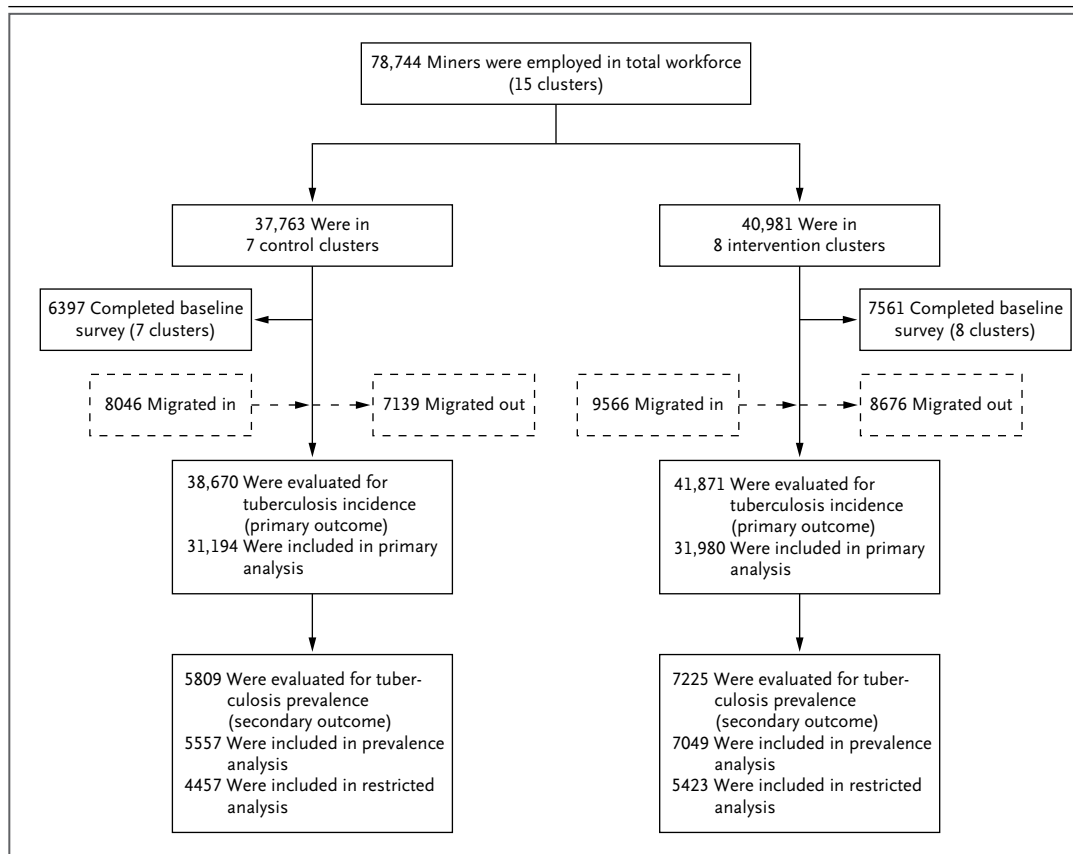 78,744 Miners were employed in total workforce
(15 clusters)
37,763 Were in
7 control clusters
40,981 Were in
8 intervention clusters
6397 Completed baseline
survey (7 clusters)
7561 Completed baseline
survey (8 clusters)
8046 Migrated in
7139 Migrated out
9566 Migrated in
8676 Migrated out
38,670 Were evaluated for
tuberculosis incidence
(primary outcome)
31,194 Were included in primary
analysis
41,871 Were evaluated for
tuberculosis incidence
(primary outcome)
31,980 Were included in primary
analysis
5809 Were evaluated for tuber-
culosis prevalence
(secondary outcome)
5557 Were included in prevalence
analysis
4457 Were included in restricted
analysis
7225 Were evaluated for tuber-
culosis prevalence
(secondary outcome)
7049 Were included in prevalence
analysis
5423 Were included in restricted
analysis